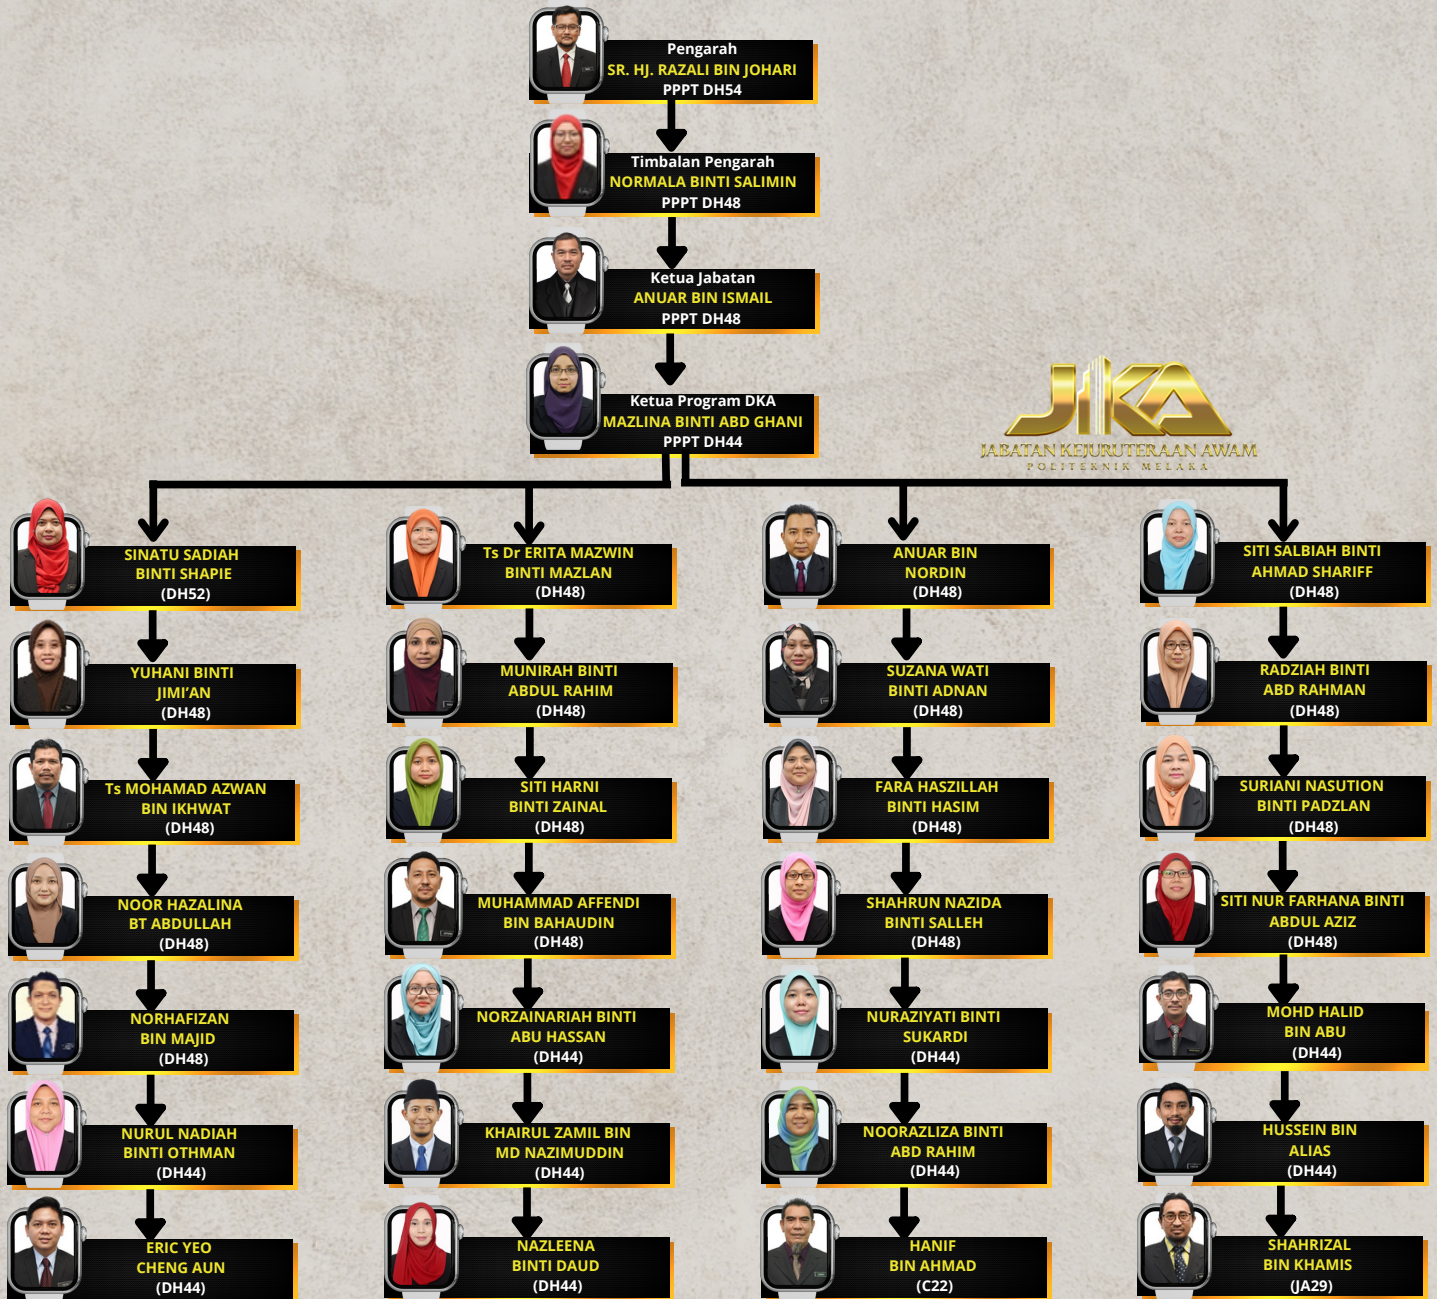 Pengarah
SR. HJ. RAZALI BIN JOHARI
PPPT DH54
Timbalan Pengarah
NORMALA BINTI SALIMIN
PPPT DH48
Ketua Jabatan
ANUAR BIN ISMAIL
PPPT DH48
Ketua Program DKA
MAZLINA BINTI ABD GHANI
PPPT DH44
JKA
JABATAN KEJURUTERAAN AWAM
POLITEKNIK MELAKA
SINATU SADIAH
BINTI SHAPIE
(DH52)
Ts Dr ERITA MAZWIN
BINTI MAZLAN
(DH48)
ANUAR BIN
NORDIN
(DH48)
SITI SALBIAH BINTI
AHMAD SHARIFF
(DH48)
YUHANI BINTI
JIMI’AN
(DH48)
MUNIRAH BINTI
ABDUL RAHIM
(DH48)
SUZANA WATI
BINTI ADNAN
(DH48)
RADZIAH BINTI
ABD RAHMAN
(DH48)
Ts MOHAMAD AZWAN
BIN IKHWAT
(DH48)
SITI HARNI
BINTI ZAINAL
(DH48)
FARA HASZILLAH
BINTI HASIM
(DH48)
SURIANI NASUTION
BINTI PADZLAN
(DH48)
NOOR HAZALINA
BT ABDULLAH
(DH48)
MUHAMMAD AFFENDI
BIN BAHAUDIN
(DH48)
SHAHRUN NAZIDA
BINTI SALLEH
(DH48)
SITI NUR FARHANA BINTI
ABDUL AZIZ
(DH48)
NORHAFIZAN
BIN MAJID
(DH48)
NORZAINARIAH BINTI
ABU HASSAN
(DH44)
NURAZIYATI BINTI
SUKARDI
(DH44)
MOHD HALID
BIN ABU
(DH44)
NURUL NADIAH
BINTI OTHMAN
(DH44)
KHAIRUL ZAMIL BIN
MD NAZIMUDDIN
(DH44)
NOORAZLIZA BINTI
ABD RAHIM
(DH44)
HUSSEIN BIN
ALIAS
(DH44)
ERIC YEO
CHENG AUN
(DH44)
NAZLEENA
BINTI DAUD
(DH44)
HANIF
BIN AHMAD
(C22)
SHAHRIZAL
BIN KHAMIS
(JA29)